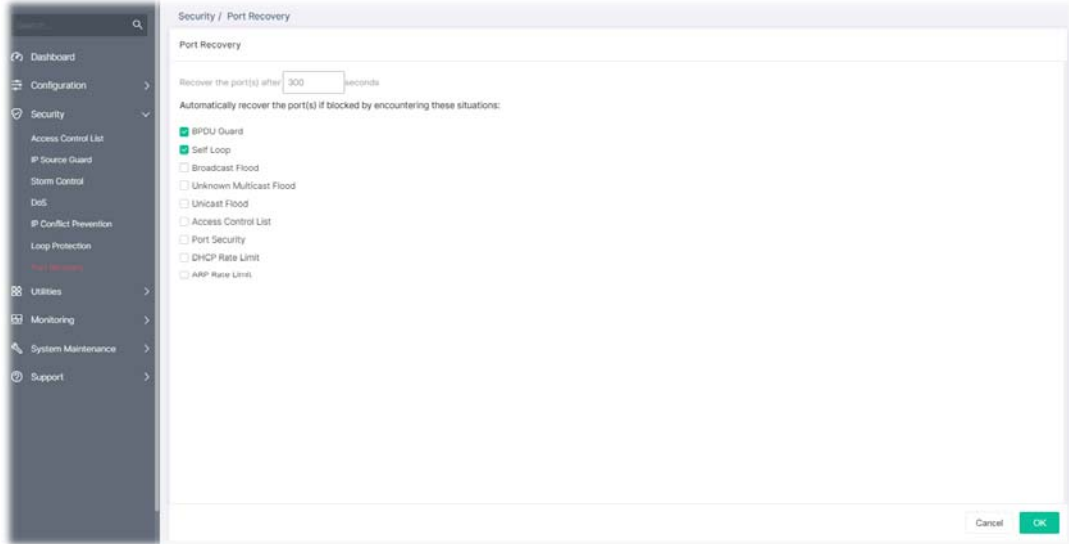 Search...
Dashboard
Configuration
Security
Access Control List
IP Source Guard
Storm Control
DoS
IP Conflict Prevention
Loop Protection
Port Recovery
Utilities
Monitoring
System Maintenance
Support
Security / Port Recovery
Port Recovery
Recover the port(s) after 300 seconds
Automatically recover the port(s) if blocked by encountering these situations:
BPDU Guard
Self Loop
Broadcast Flood
Unknown Multicast Flood
Unicast Flood
Access Control List
Port Security
DHCP Rate Limit
ARP Rate Limit
Cancel OK